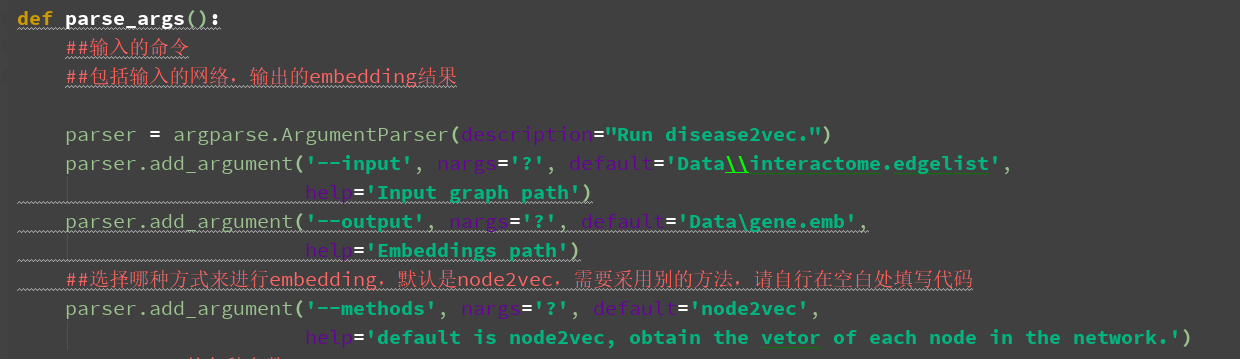 def parse_args():
##输入的命令
##包括输入的网络，输出的embedding结果
parser = argparse.ArgumentParser(description="Run disease2vec.")
parser.add_argument('--input', nargs='?', default='Data\\interactome.edgelist',
help='Input graph path')
parser.add_argument('--output', nargs='?', default='Data\gene.emb',
help='Embeddings path')
##选择哪种方式来进行embedding，默认是node2vec，需要采用别的方法，请自行在空白处填写代码
parser.add_argument('--methods', nargs='?', default='node2vec',
help='default is node2vec, obtain the vetor of each node in the network.')